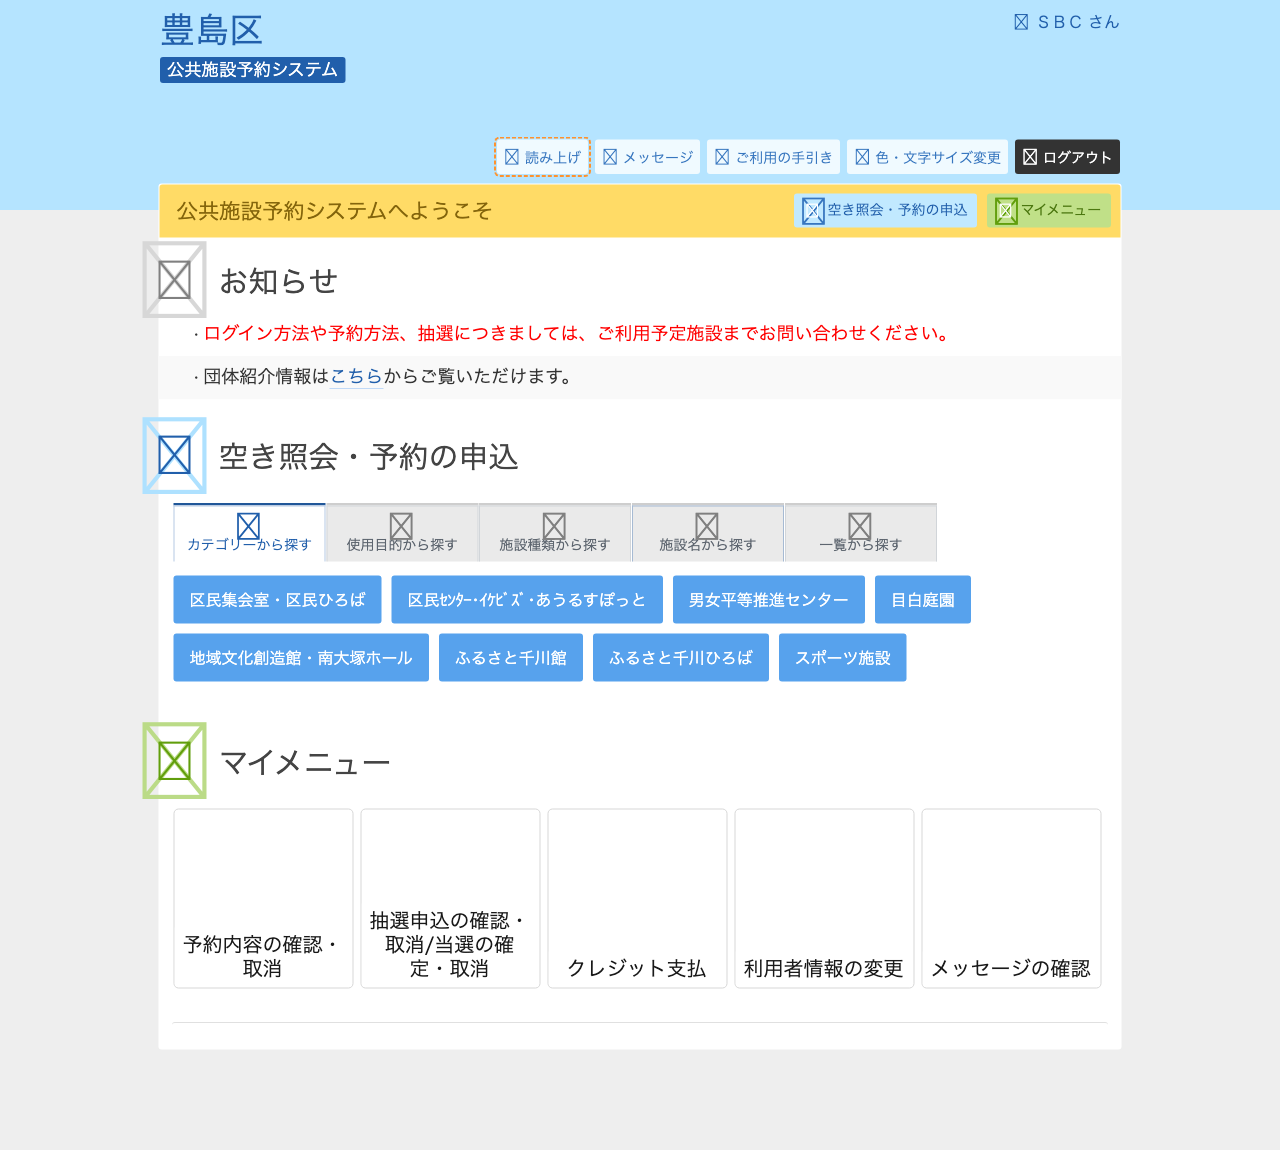 豊島区
公共施設予約システム
ＳＢＣ さん
読み上げ
メッセージ
ご利用の手引き
色・文字サイズ変更
ログアウト
公共施設予約システムへようこそ
空き照会・予約の申込
マイメニュー
お知らせ
・ログイン方法や予約方法、抽選につきましては、ご利用予定施設までお問い合わせください。
・団体紹介情報はこちらからご覧いただけます。
空き照会・予約の申込
カテゴリーから探す
使用目的から探す
施設種類から探す
施設名から探す
一覧から探す
区民集会室・区民ひろば
区民ｾﾝﾀｰ･ｲｹﾋﾞｽﾞ･あうるすぽっと
男女平等推進センター
目白庭園
地域文化創造館・南大塚ホール
ふるさと千川館
ふるさと千川ひろば
スポーツ施設
マイメニュー
予約内容の確認・
取消
抽選申込の確認・
取消/当選の確
定・取消
クレジット支払
利用者情報の変更
メッセージの確認